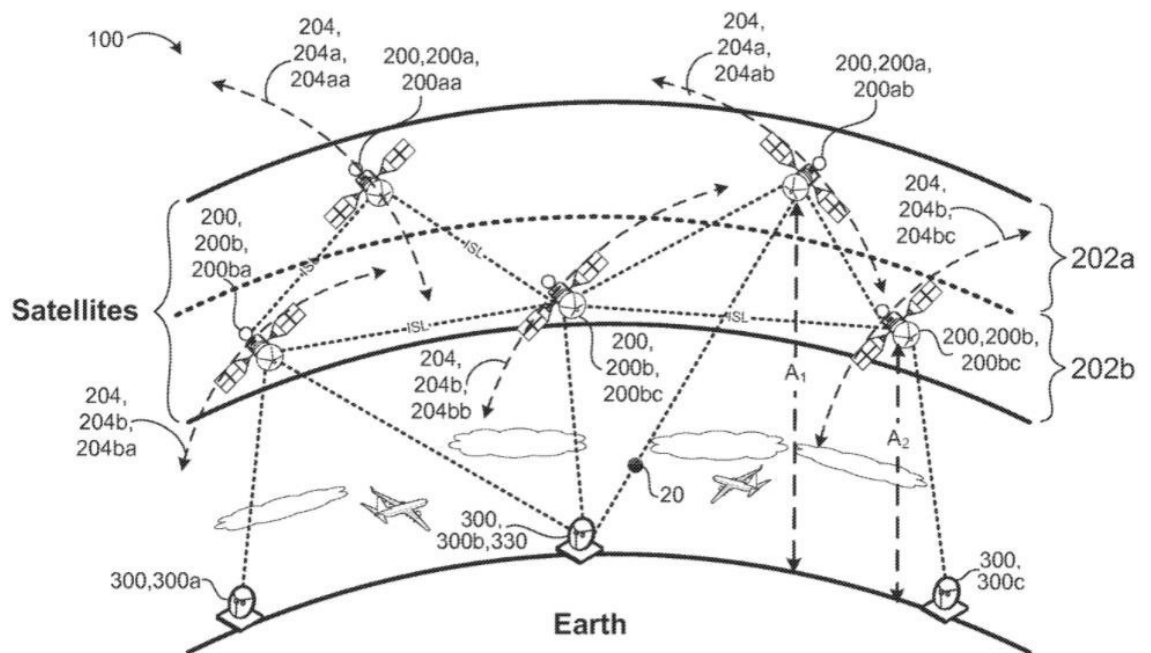 100
204,
204a,
204aa
200,200a,
200aa
204,
204a,
204ab
200,200a,
200ab
204,
204b,
204bc
200,
200b,
200ba
ISL
ISL
202a
Satellites
ISL
ISL
200,
200b,
200bc
200,200b,
200bc
202b
204,
204b,
204bb
A1
204,
204b,
204ba
A2
20
300,
300b,330
300,300a
300,
300c
Earth